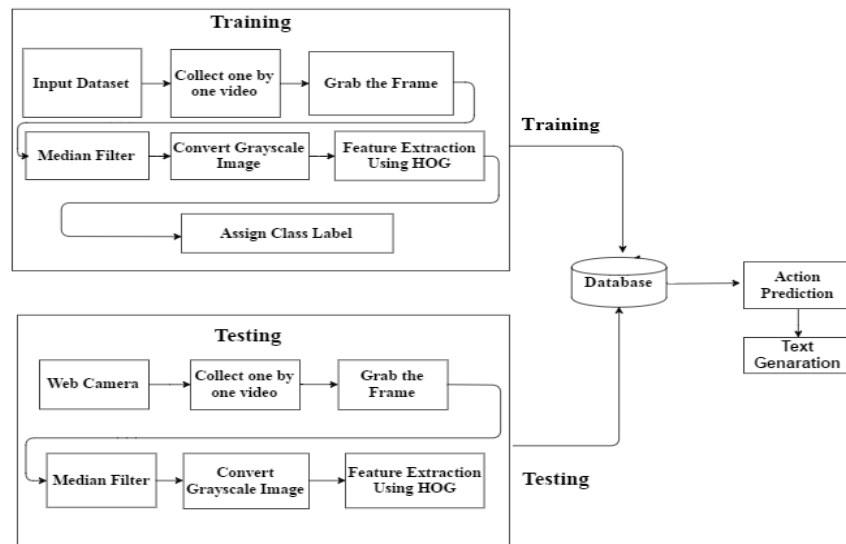 Training
Input Dataset
Collect one by
one video
Grab the Frame
Median Filter
Convert Grayscale
Image
Feature Extraction
Using HOG
Assign Class Label
Training
Database
Action
Prediction
Text
Genaration
Testing
Web Camera
Collect one by
one video
Grab the
Frame
Median Filter
Convert
Grayscale Image
Feature Extraction
Using HOG
Testing